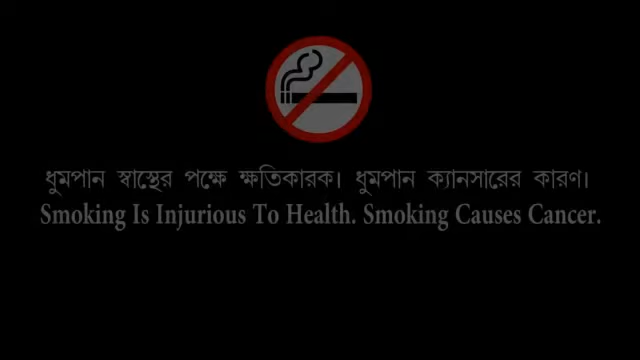 ধুমপান স্বাস্থ্যের পক্ষে ক্ষতিকারক। ধুমপান ক্যানসারের কারণ।
Smoking Is Injurious To Health. Smoking Causes Cancer.